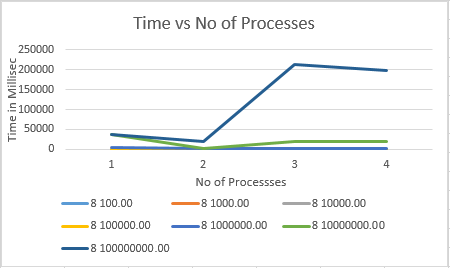 Time vs No of Processes
250000
200000
150000
100000
50000
0
Time in Millisec
1 2 3 4
No of Processses
8 100.00 8 1000.00 8 10000.00
8 100000.00 8 1000000.00 8 10000000.00
8 100000000.00